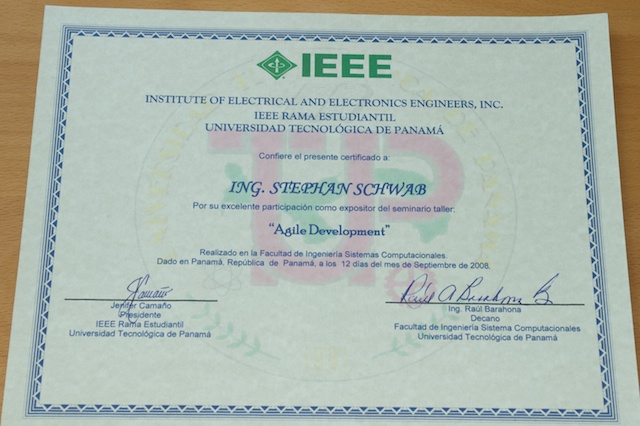 IEEE
INSTITUTE OF ELECTRICAL AND ELECTRONICS ENGINEERS, INC.
IEEE RAMA ESTUDIANTIL
UNIVERSIDAD TECNOLÓGICA DE PANAMÁ
Confiere el presente certificado a:
ING. STEPHAN SCHWAB
Por su excelente participación como expositor del seminario taller:
“Agile Development”
Realizado en la Facultad de Ingeniería Sistemas Computacionales.
Dado en Panamá, República de Panamá, a los 12 días del mes de Septiembre de 2008.
JCamaño
Jenifer Camaño
Presidente
IEEE Rama Estudiantil
Universidad Tecnológica de Panamá
Raúl A Barahona
Ing. Raúl Barahona
Decano
Facultad de Ingeniería Sistema Computacionales
Universidad Tecnológica de Panamá